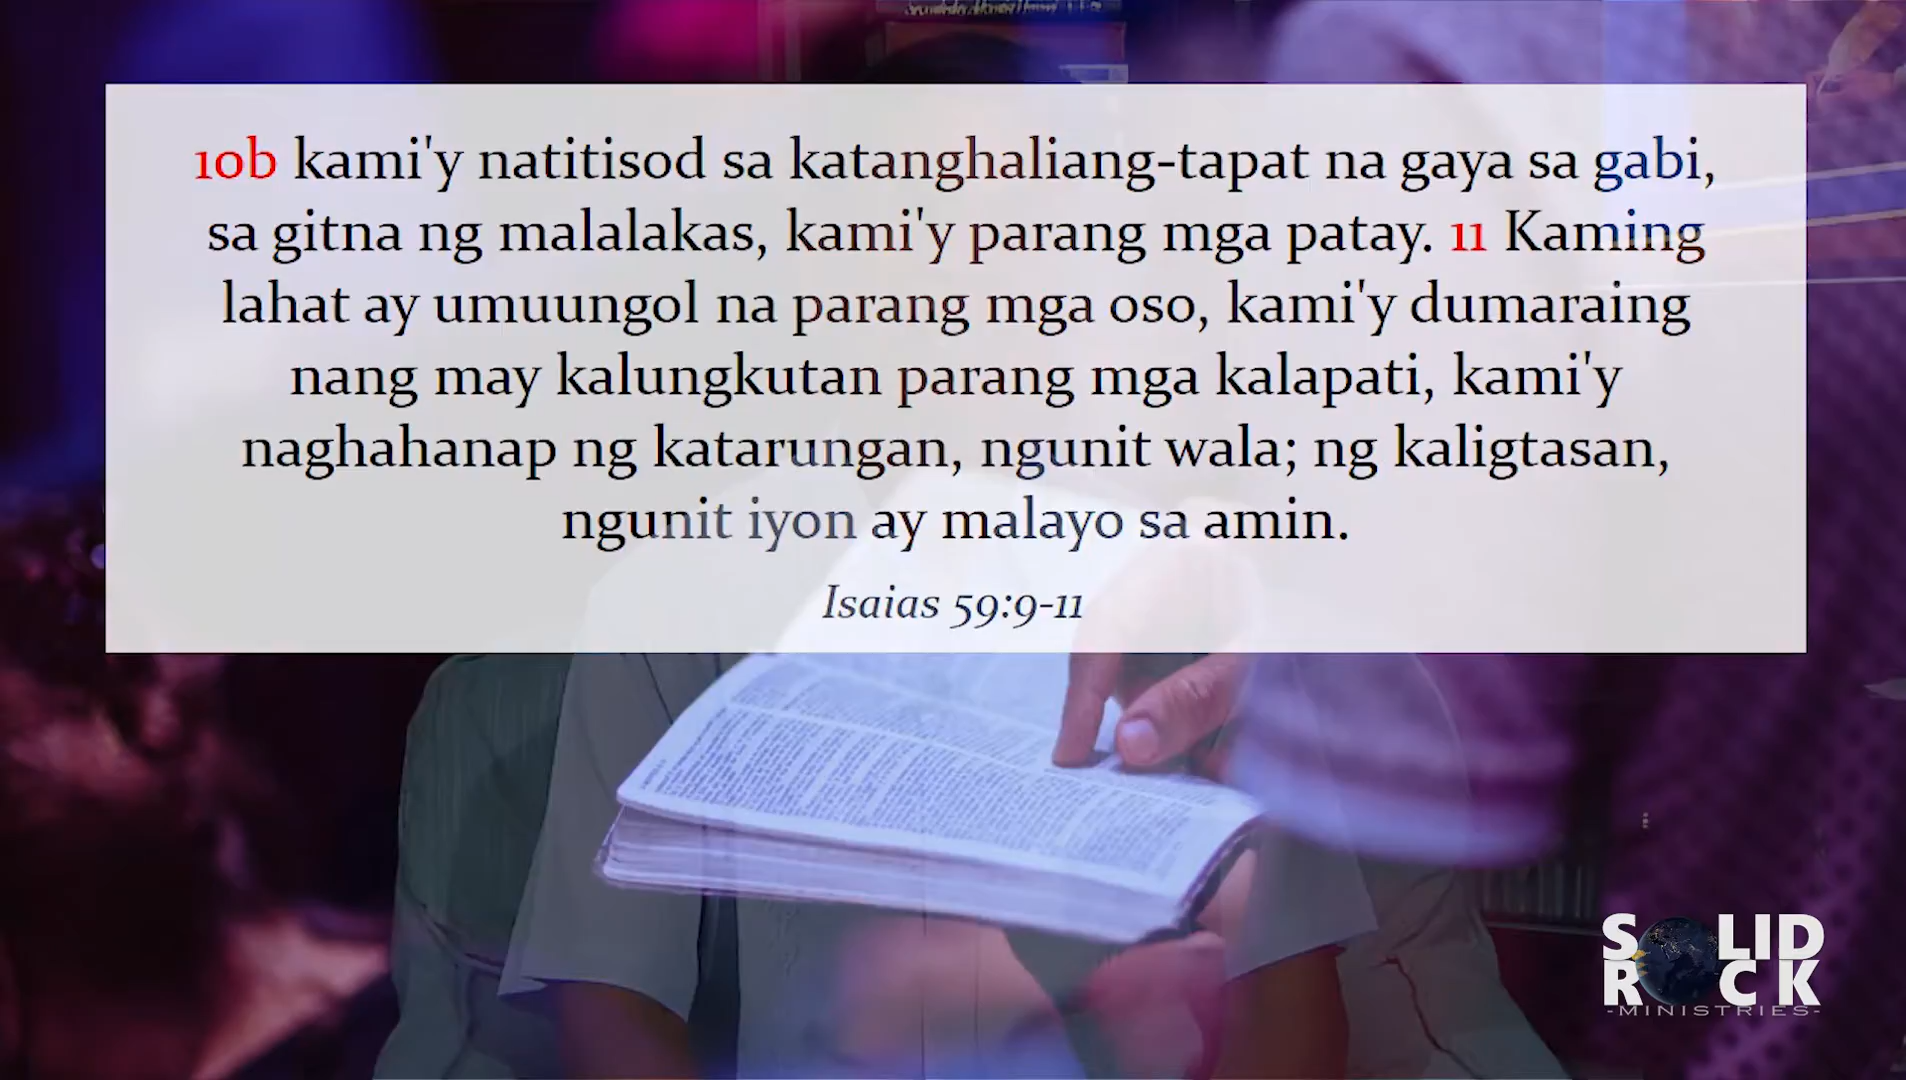 10b kami'y natitisod sa katanghaliang-tapat na gaya sa gabi,
sa gitna ng malalakas, kami'y parang mga patay. 11 Kaming
lahat ay umuungol na parang mga oso, kami'y dumaraing
nang may kalungkutan parang mga kalapati, kami'y
naghahanap ng katarungan, ngunit wala; ng kaligtasan,
ngunit iyon ay malayo sa amin.
Isaias 59:9-11
SOLID
ROCK
-MINISTRIES-